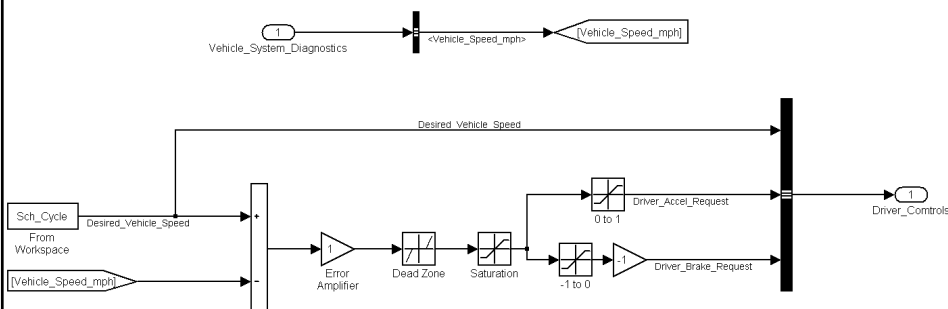 1
Vehicle_System_Diagnostics
<Vehicle_Speed_mph>
[Vehicle_Speed_mph]
Desired_Vehicle_Speed
Sch_Cycle
From
Workspace
Desired_Vehicle_Speed
[Vehicle_Speed_mph]
+
-
1
Error
Amplifier
Dead Zone
Saturation
0 to 1
Driver_Accel_Request
-1 to 0
-1
Driver_Brake_Request
1
Driver_Comtrols